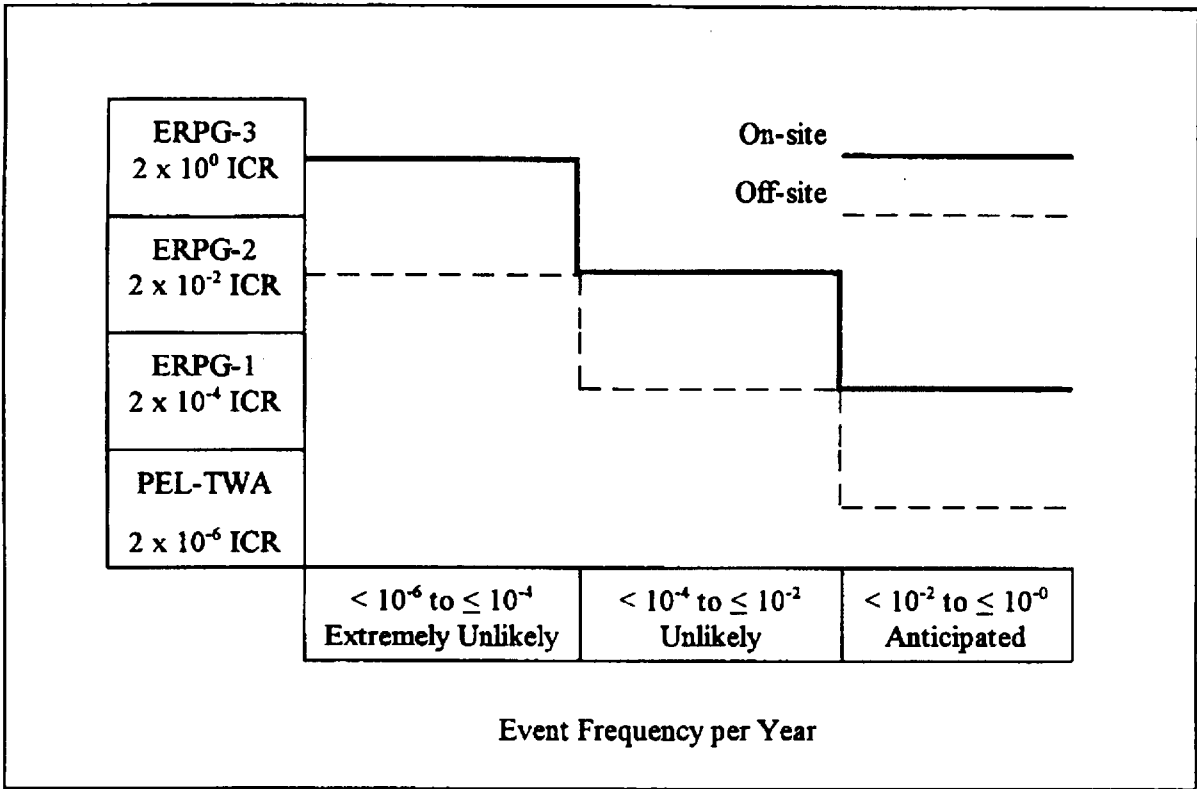 ERPG-3
2 x 10⁰ ICR
On-site
Off-site
ERPG-2
2 x 10⁻² ICR
ERPG-1
2 x 10⁻⁴ ICR
PEL-TWA
2 x 10⁻⁶ ICR
< 10⁻⁶ to ≤ 10⁻⁴
Extremely Unlikely
< 10⁻⁴ to ≤ 10⁻²
Unlikely
< 10⁻² to ≤ 10⁻⁰
Anticipated
Event Frequency per Year